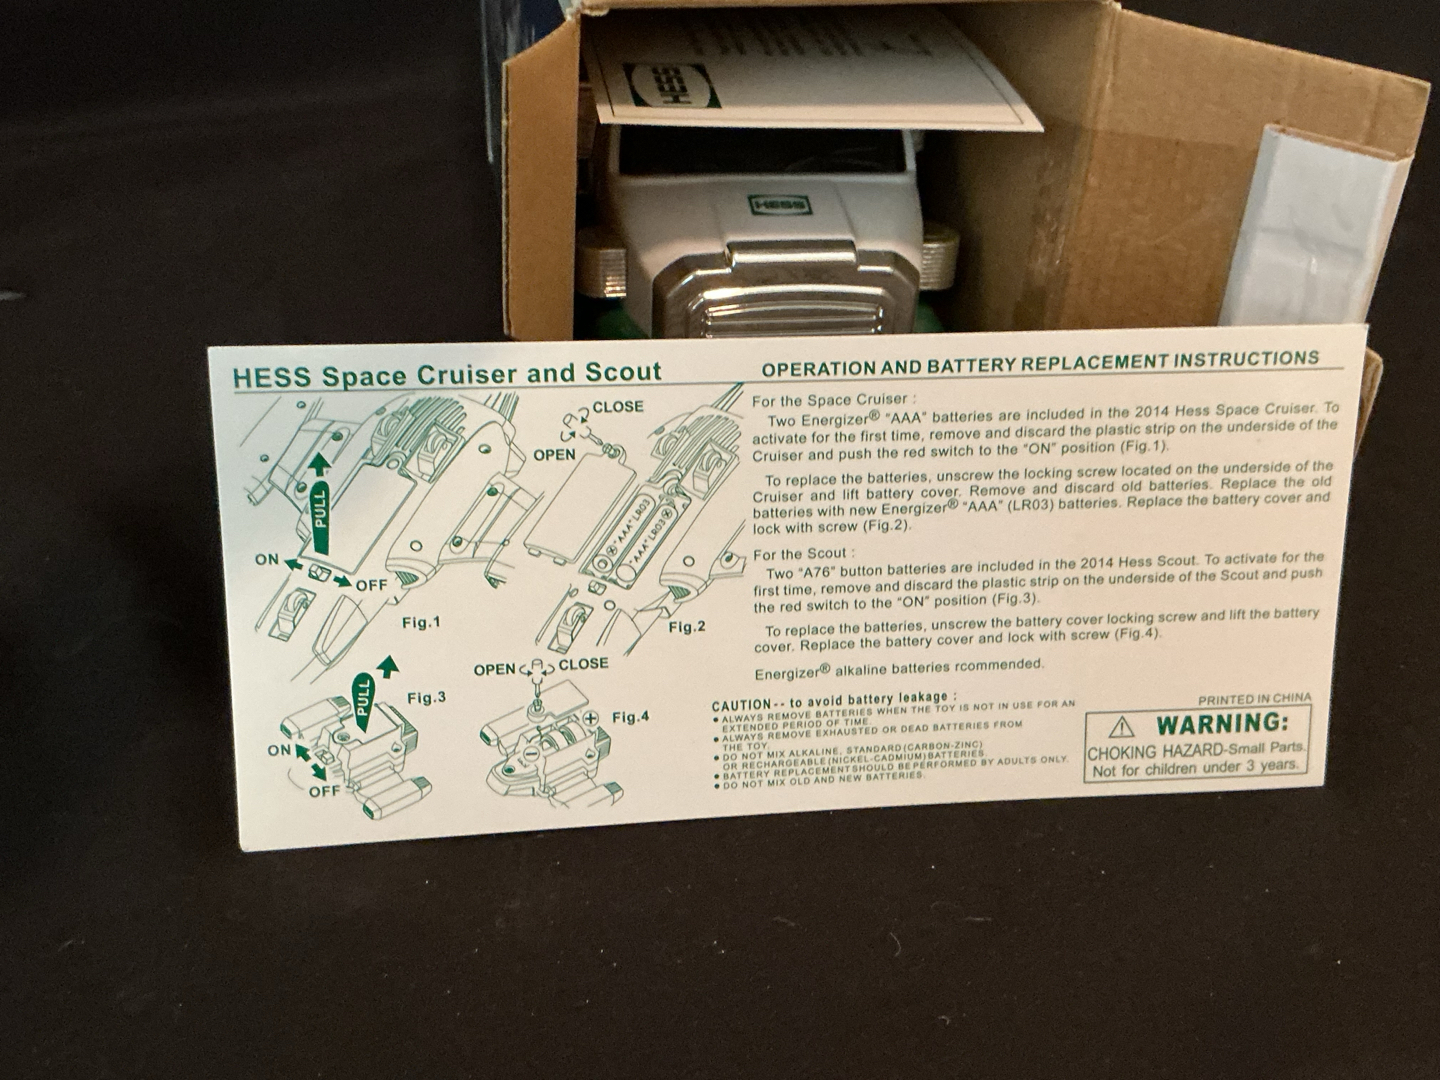 HESS
HESS
HESS Space Cruiser and Scout
CLOSE
OPEN
PULL
"AAA" LR03
"AAA" LR03
ON
OFF
Fig.1
Fig.2
OPEN CLOSE
PULL
Fig.3
+
Fig.4
ON
OFF
OPERATION AND BATTERY REPLACEMENT INSTRUCTIONS
For the Space Cruiser :
Two Energizer® "AAA" batteries are included in the 2014 Hess Space Cruiser. To
activate for the first time, remove and discard the plastic strip on the underside of the
Cruiser and push the red switch to the "ON" position (Fig.1).
To replace the batteries, unscrew the locking screw located on the underside of the
Cruiser and lift battery cover. Remove and discard old batteries. Replace the old
batteries with new Energizer® "AAA" (LR03) batteries. Replace the battery cover and
lock with screw (Fig.2).
For the Scout :
Two "A76" button batteries are included in the 2014 Hess Scout. To activate for the
first time, remove and discard the plastic strip on the underside of the Scout and push
the red switch to the "ON" position (Fig.3).
To replace the batteries, unscrew the battery cover locking screw and lift the battery
cover. Replace the battery cover and lock with screw (Fig.4).
Energizer® alkaline batteries rcommended.
CAUTION-- to avoid battery leakage :
• ALWAYS REMOVE BATTERIES WHEN THE TOY IS NOT IN USE FOR AN
EXTENDED PERIOD OF TIME.
• ALWAYS REMOVE EXHAUSTED OR DEAD BATTERIES FROM
THE TOY.
• DO NOT MIX ALKALINE, STANDARD(CARBON-ZINC)
OR RECHARGEABLE(NICKEL-CADMIUM)BATTERIES.
• BATTERY REPLACEMENT SHOULD BE PERFORMED BY ADULTS ONLY.
• DO NOT MIX OLD AND NEW BATTERIES.
PRINTED IN CHINA
WARNING:
CHOKING HAZARD-Small Parts.
Not for children under 3 years.